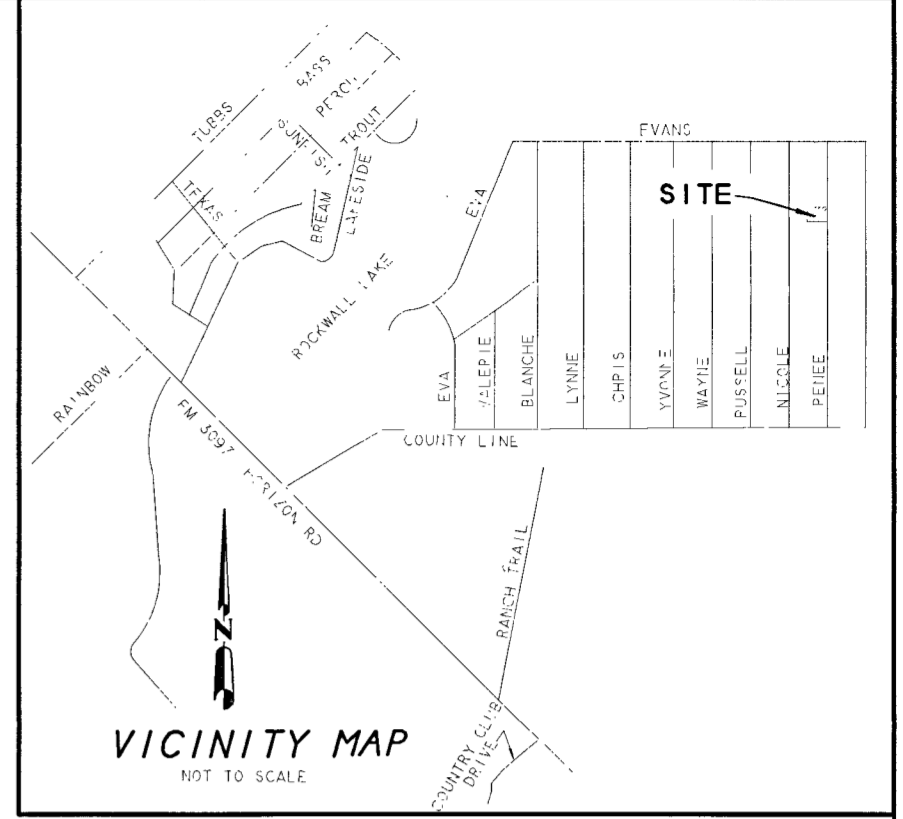 TUBBS
BASS
PERCH
SUNFISH
TROUT
TEXAS
BREAM
LAKESIDE
ROCKWALL LAKE
EVA
EVANS
SITE
EVA
VALERIE
BLANCHE
LYNNE
CHRIS
YVONNE
WAYNE
RUSSELL
NICOLE
RENEE
COUNTY LINE
RAINBOW
FM 3097 HORIZON RD
RANCH TRAIL
COUNTRY CLUB
DRIVE
N
VICINITY MAP
NOT TO SCALE